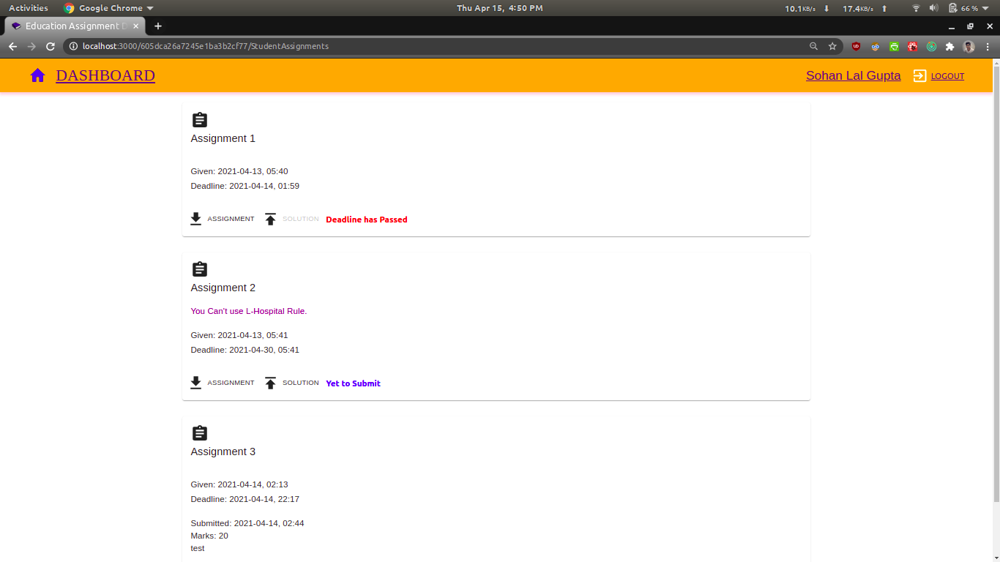 Activities Google Chrome Thu Apr 15, 4:50 PM 10.1KB/s 17.4KB/s 66 %
Education Assignment
localhost:3000/605dca26a7245e1ba3b2cf77/StudentAssignments
DASHBOARD Sohan Lal Gupta LOGOUT
Assignment 1
Given: 2021-04-13, 05:40
Deadline: 2021-04-14, 01:59
ASSIGNMENT SOLUTION Deadline has Passed
Assignment 2
You Can't use L-Hospital Rule.
Given: 2021-04-13, 05:41
Deadline: 2021-04-30, 05:41
ASSIGNMENT SOLUTION Yet to Submit
Assignment 3
Given: 2021-04-14, 02:13
Deadline: 2021-04-14, 22:17
Submitted: 2021-04-14, 02:44
Marks: 20
test